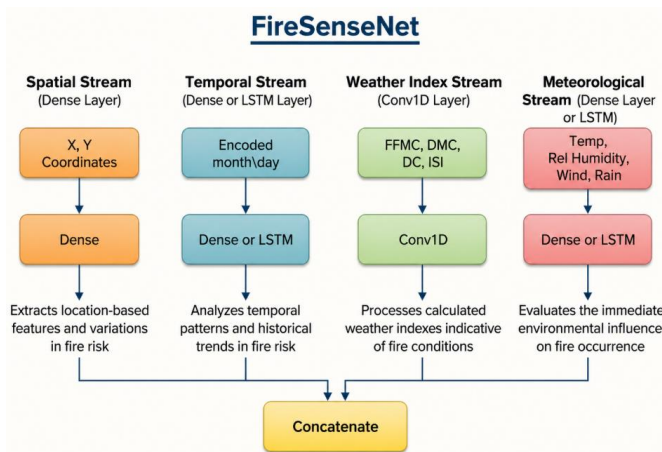 FireSenseNet
Spatial Stream
(Dense Layer)
X, Y
Coordinates
Dense
Extracts location-based
features and variations
in fire risk
Temporal Stream
(Dense or LSTM Layer)
Encoded
month\day
Dense or LSTM
Analyzes temporal
patterns and historical
trends in fire risk
Weather Index Stream
(Conv1D Layer)
FFMC, DMC,
DC, ISI
Conv1D
Processes calculated
weather indexes indicative
of fire conditions
Meteorological
Stream (Dense Layer
or LSTM)
Temp,
Rel Humidity,
Wind, Rain
Dense or LSTM
Evaluates the immediate
environmental influence
on fire occurrence
Concatenate